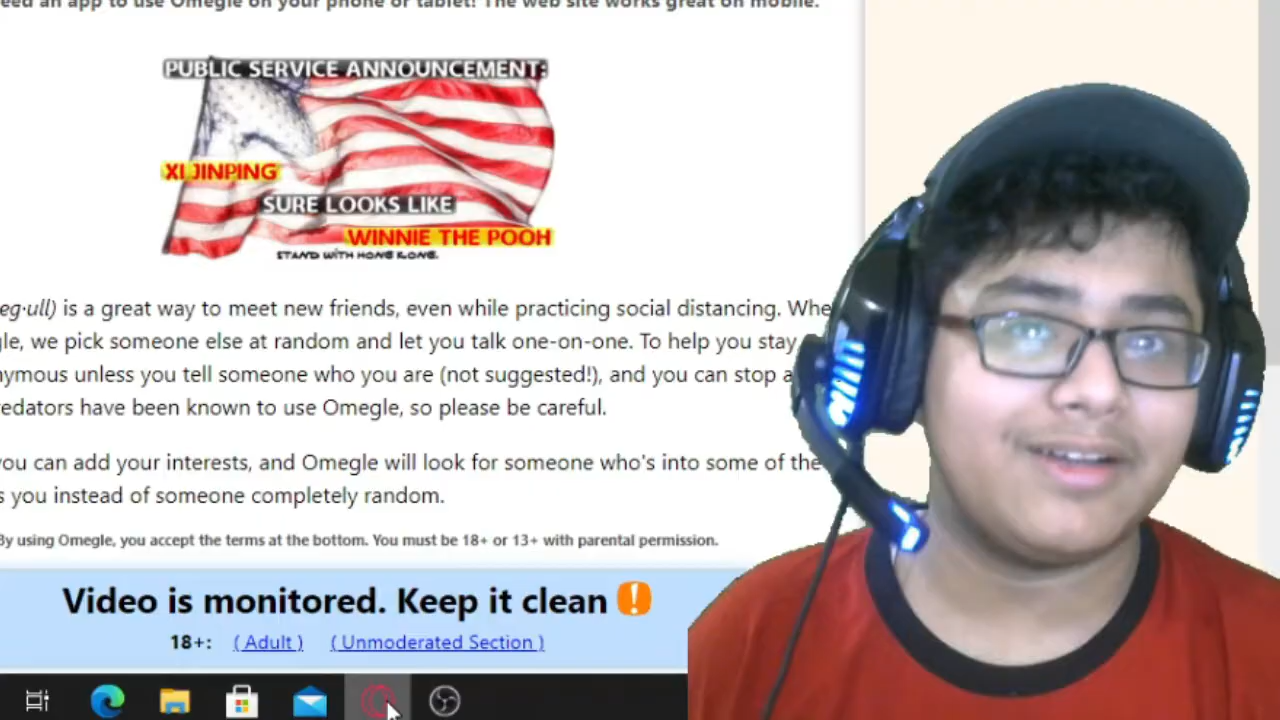 eed an app to use Omegle on your phone or tablet! The web site works great on mobile.
PUBLIC SERVICE ANNOUNCEMENT:
XI JINPING
SURE LOOKS LIKE
WINNIE THE POOH
STAND WITH HONG KONG.
eg·ull) is a great way to meet new friends, even while practicing social distancing. Whe
gle, we pick someone else at random and let you talk one-on-one. To help you stay
nymous unless you tell someone who you are (not suggested!), and you can stop a
redators have been known to use Omegle, so please be careful.
you can add your interests, and Omegle will look for someone who's into some of the
s you instead of someone completely random.
By using Omegle, you accept the terms at the bottom. You must be 18+ or 13+ with parental permission.
Video is monitored. Keep it clean
18+: (Adult) (Unmoderated Section)